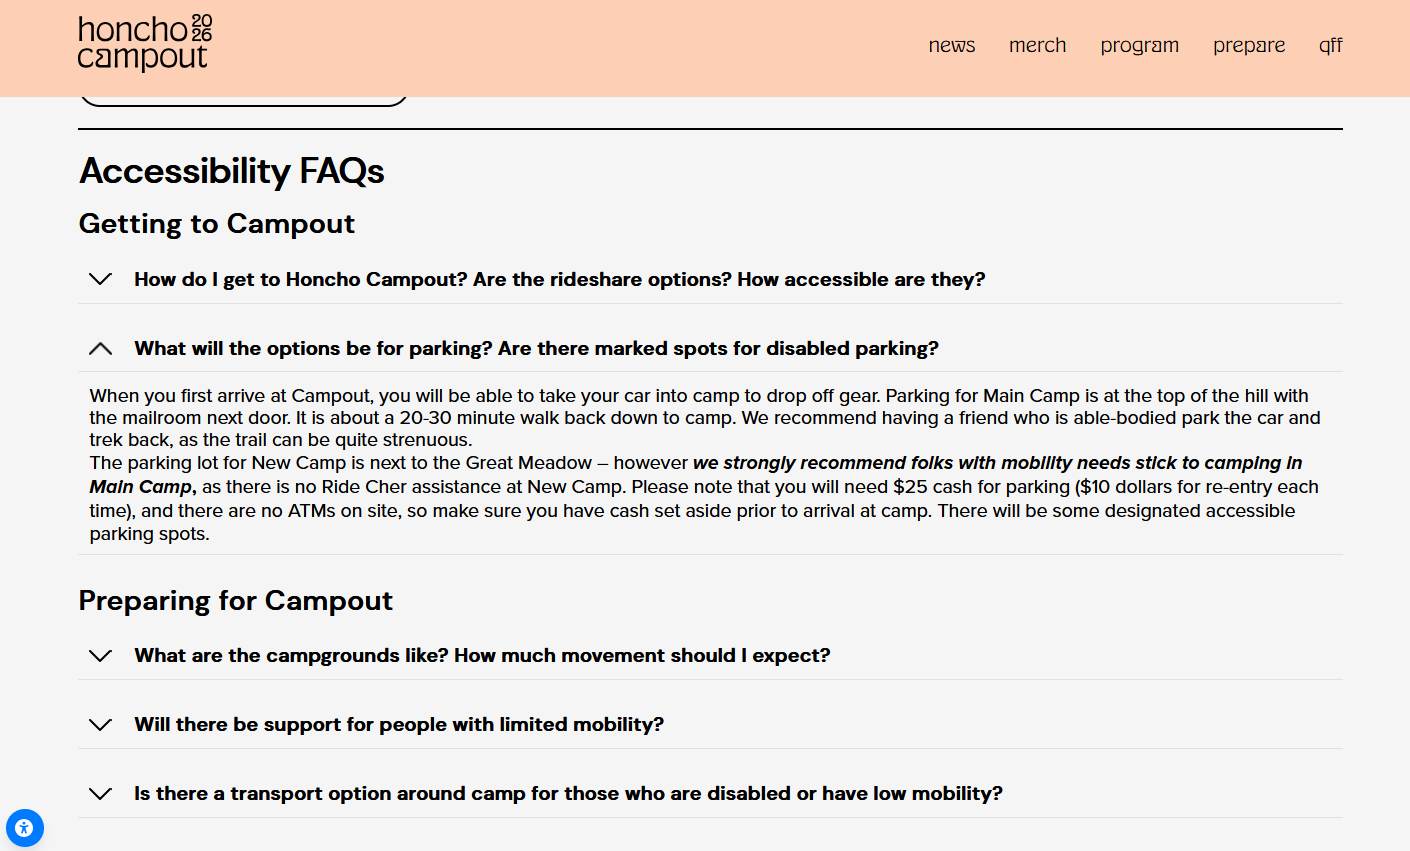 honcho 2026
campout
news merch program prepare qff
Accessibility FAQs
Getting to Campout
How do I get to Honcho Campout? Are the rideshare options? How accessible are they?
What will the options be for parking? Are there marked spots for disabled parking?
When you first arrive at Campout, you will be able to take your car into camp to drop off gear. Parking for Main Camp is at the top of the hill with
the mailroom next door. It is about a 20-30 minute walk back down to camp. We recommend having a friend who is able-bodied park the car and
trek back, as the trail can be quite strenuous.
The parking lot for New Camp is next to the Great Meadow – however we strongly recommend folks with mobility needs stick to camping in
Main Camp, as there is no Ride Cher assistance at New Camp. Please note that you will need $25 cash for parking ($10 dollars for re-entry each
time), and there are no ATMs on site, so make sure you have cash set aside prior to arrival at camp. There will be some designated accessible
parking spots.
Preparing for Campout
What are the campgrounds like? How much movement should I expect?
Will there be support for people with limited mobility?
Is there a transport option around camp for those who are disabled or have low mobility?